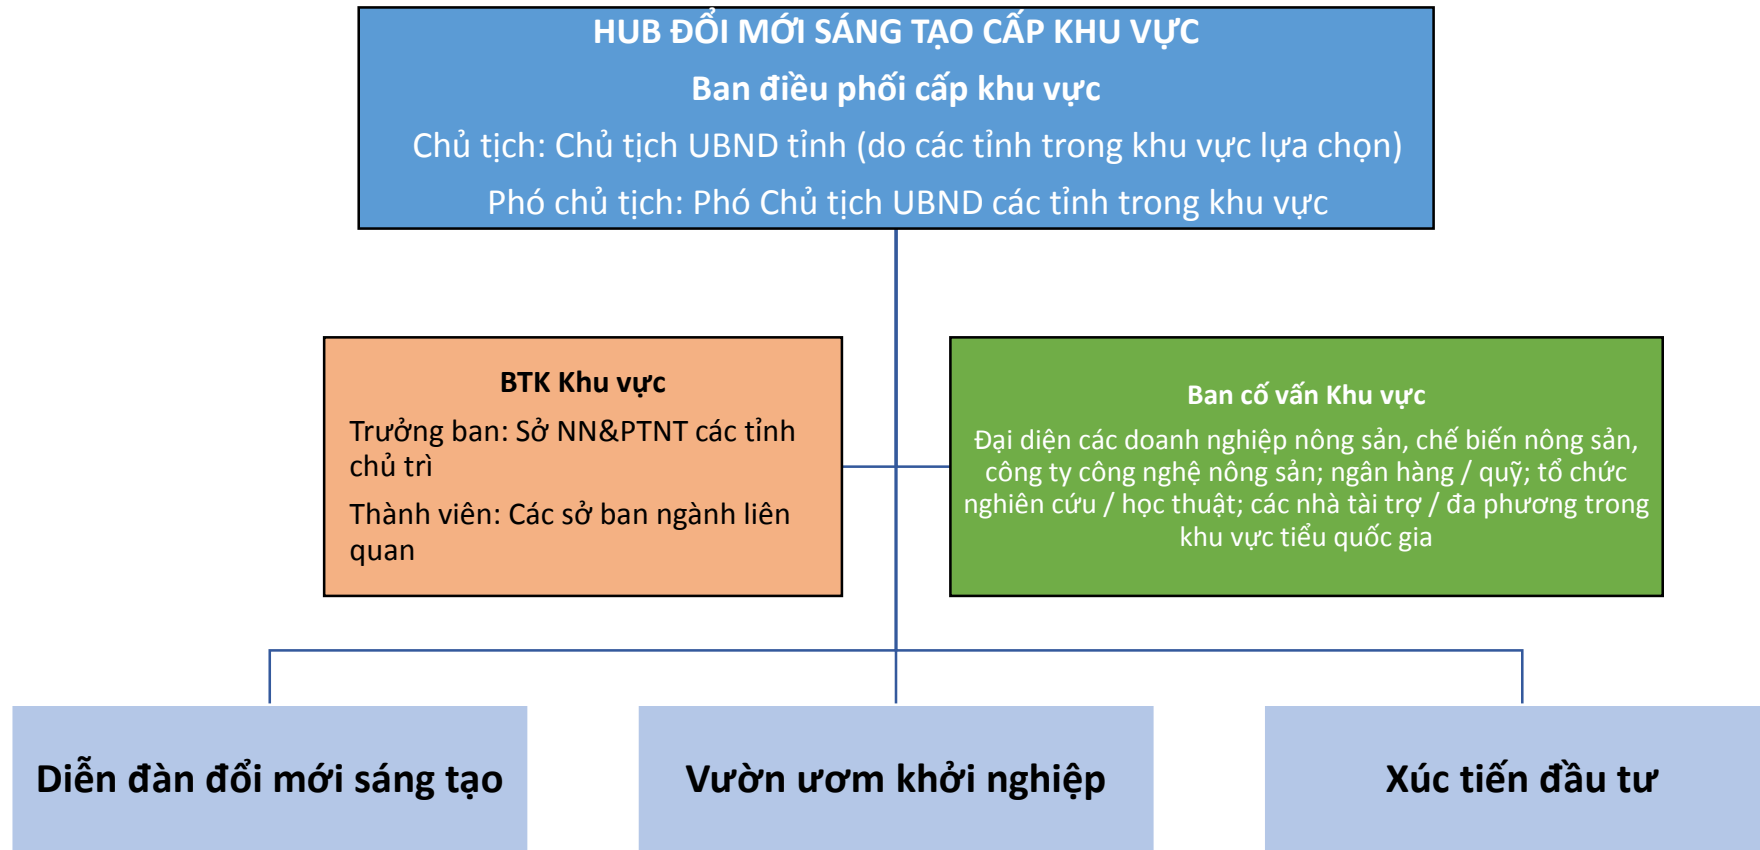 HUB ĐỔI MỚI SÁNG TẠO CẤP KHU VỰC
Ban điều phối cấp khu vực
Chủ tịch: Chủ tịch UBND tỉnh (do các tỉnh trong khu vực lựa chọn)
Phó chủ tịch: Phó Chủ tịch UBND các tỉnh trong khu vực
BTK Khu vực
Trưởng ban: Sở NN&PTNT các tỉnh
chủ trì
Thành viên: Các sở ban ngành liên
quan
Ban cố vấn Khu vực
Đại diện các doanh nghiệp nông sản, chế biến nông sản,
công ty công nghệ nông sản; ngân hàng / quỹ; tổ chức
nghiên cứu / học thuật; các nhà tài trợ / đa phương trong
khu vực tiểu quốc gia
Diễn đàn đổi mới sáng tạo
Vườn ươm khởi nghiệp
Xúc tiến đầu tư